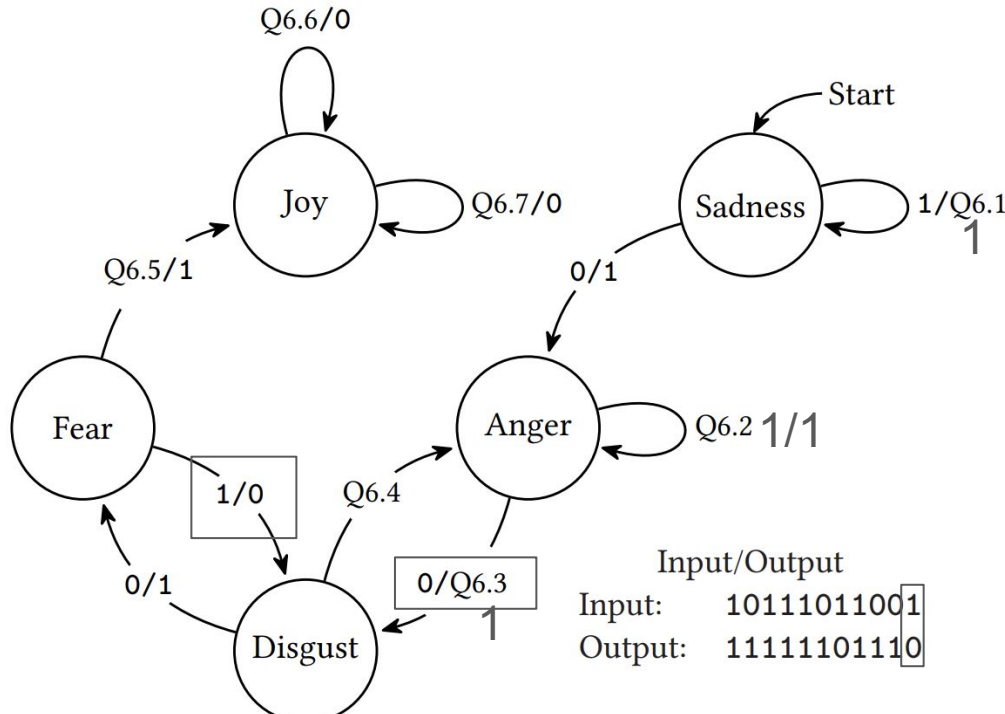 Q6.6/0
Start
Joy
Q6.7/0
Sadness
1/Q6.1
1
Q6.5/1
0/1
Fear
Anger
Q6.2 1/1
1/0
Q6.4
0/1
0/Q6.3
1
Disgust
Input/Output
Input: 10111011001
Output: 11111101110